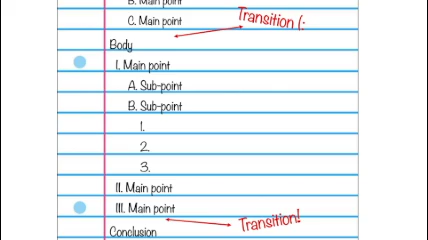 B. Main point
C. Main point
Transition (:
Body
I. Main point
A. Sub-point
B. Sub-point
1.
2.
3.
II. Main point
III. Main point
Transition!
Conclusion